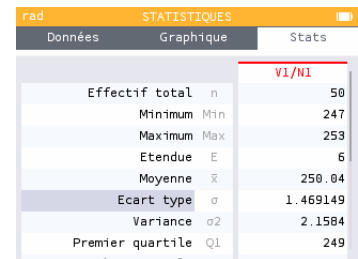 rad STATISTIQUES
Données Graphique Stats
V1/N1
Effectif total n 50
Minimum Min 247
Maximum Max 253
Etendue E 6
Moyenne x̅ 250.04
Ecart type σ 1.469149
Variance σ2 2.1584
Premier quartile Q1 249